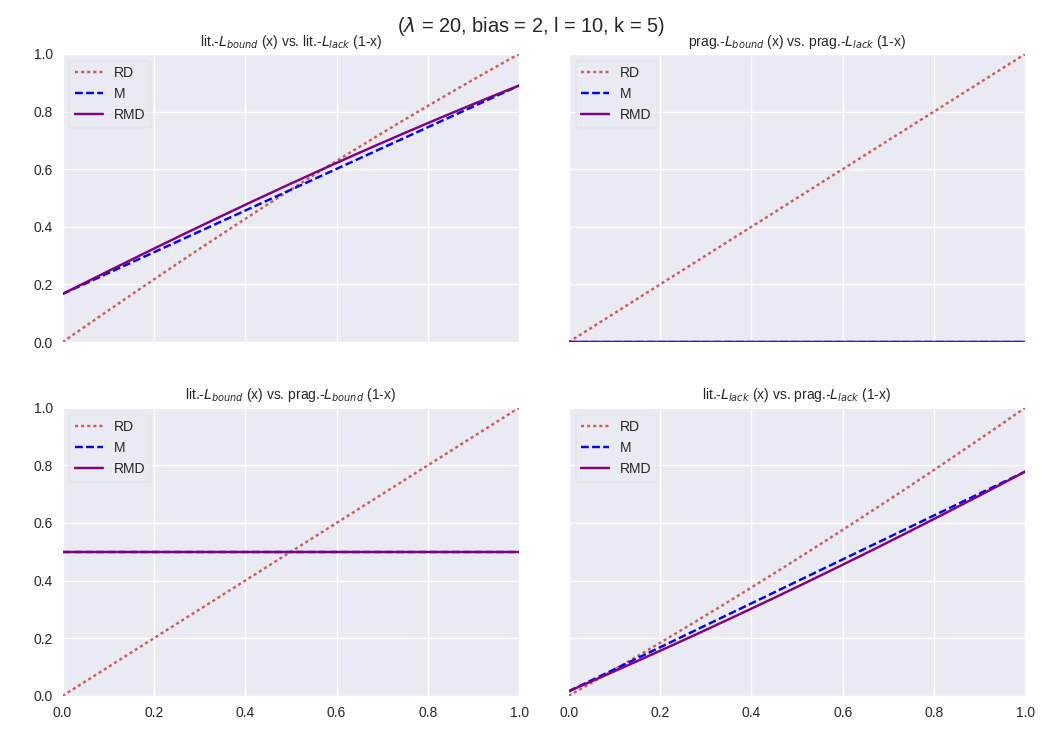 (λ = 20, bias = 2, l = 10, k = 5)
lit.-L_bound (x) vs. lit.-L_lack (1-x)
prag.-L_bound (x) vs. prag.-L_lack (1-x)
1.0
0.8
0.6
0.4
0.2
0.0
RD
M
RMD
RD
M
RMD
lit.-L_bound (x) vs. prag.-L_bound (1-x)
lit.-L_lack (x) vs. prag.-L_lack (1-x)
1.0
0.8
0.6
0.4
0.2
0.0
RD
M
RMD
RD
M
RMD
0.0 0.2 0.4 0.6 0.8 1.0
0.0 0.2 0.4 0.6 0.8 1.0